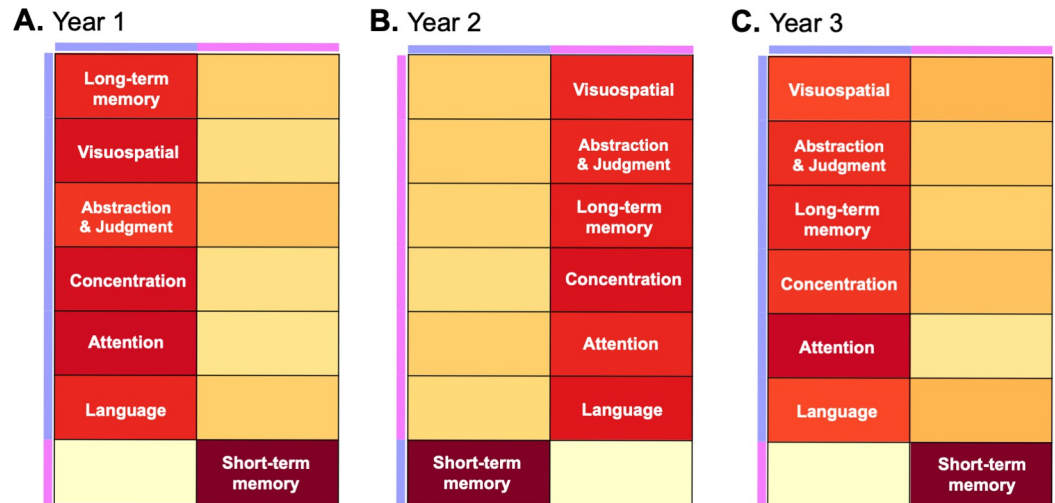 A. Year 1
Long-term
memory
Visuospatial
Abstraction
& Judgment
Concentration
Attention
Language
Short-term
memory
B. Year 2
Visuospatial
Abstraction
& Judgment
Long-term
memory
Concentration
Attention
Language
Short-term
memory
C. Year 3
Visuospatial
Abstraction
& Judgment
Long-term
memory
Concentration
Attention
Language
Short-term
memory